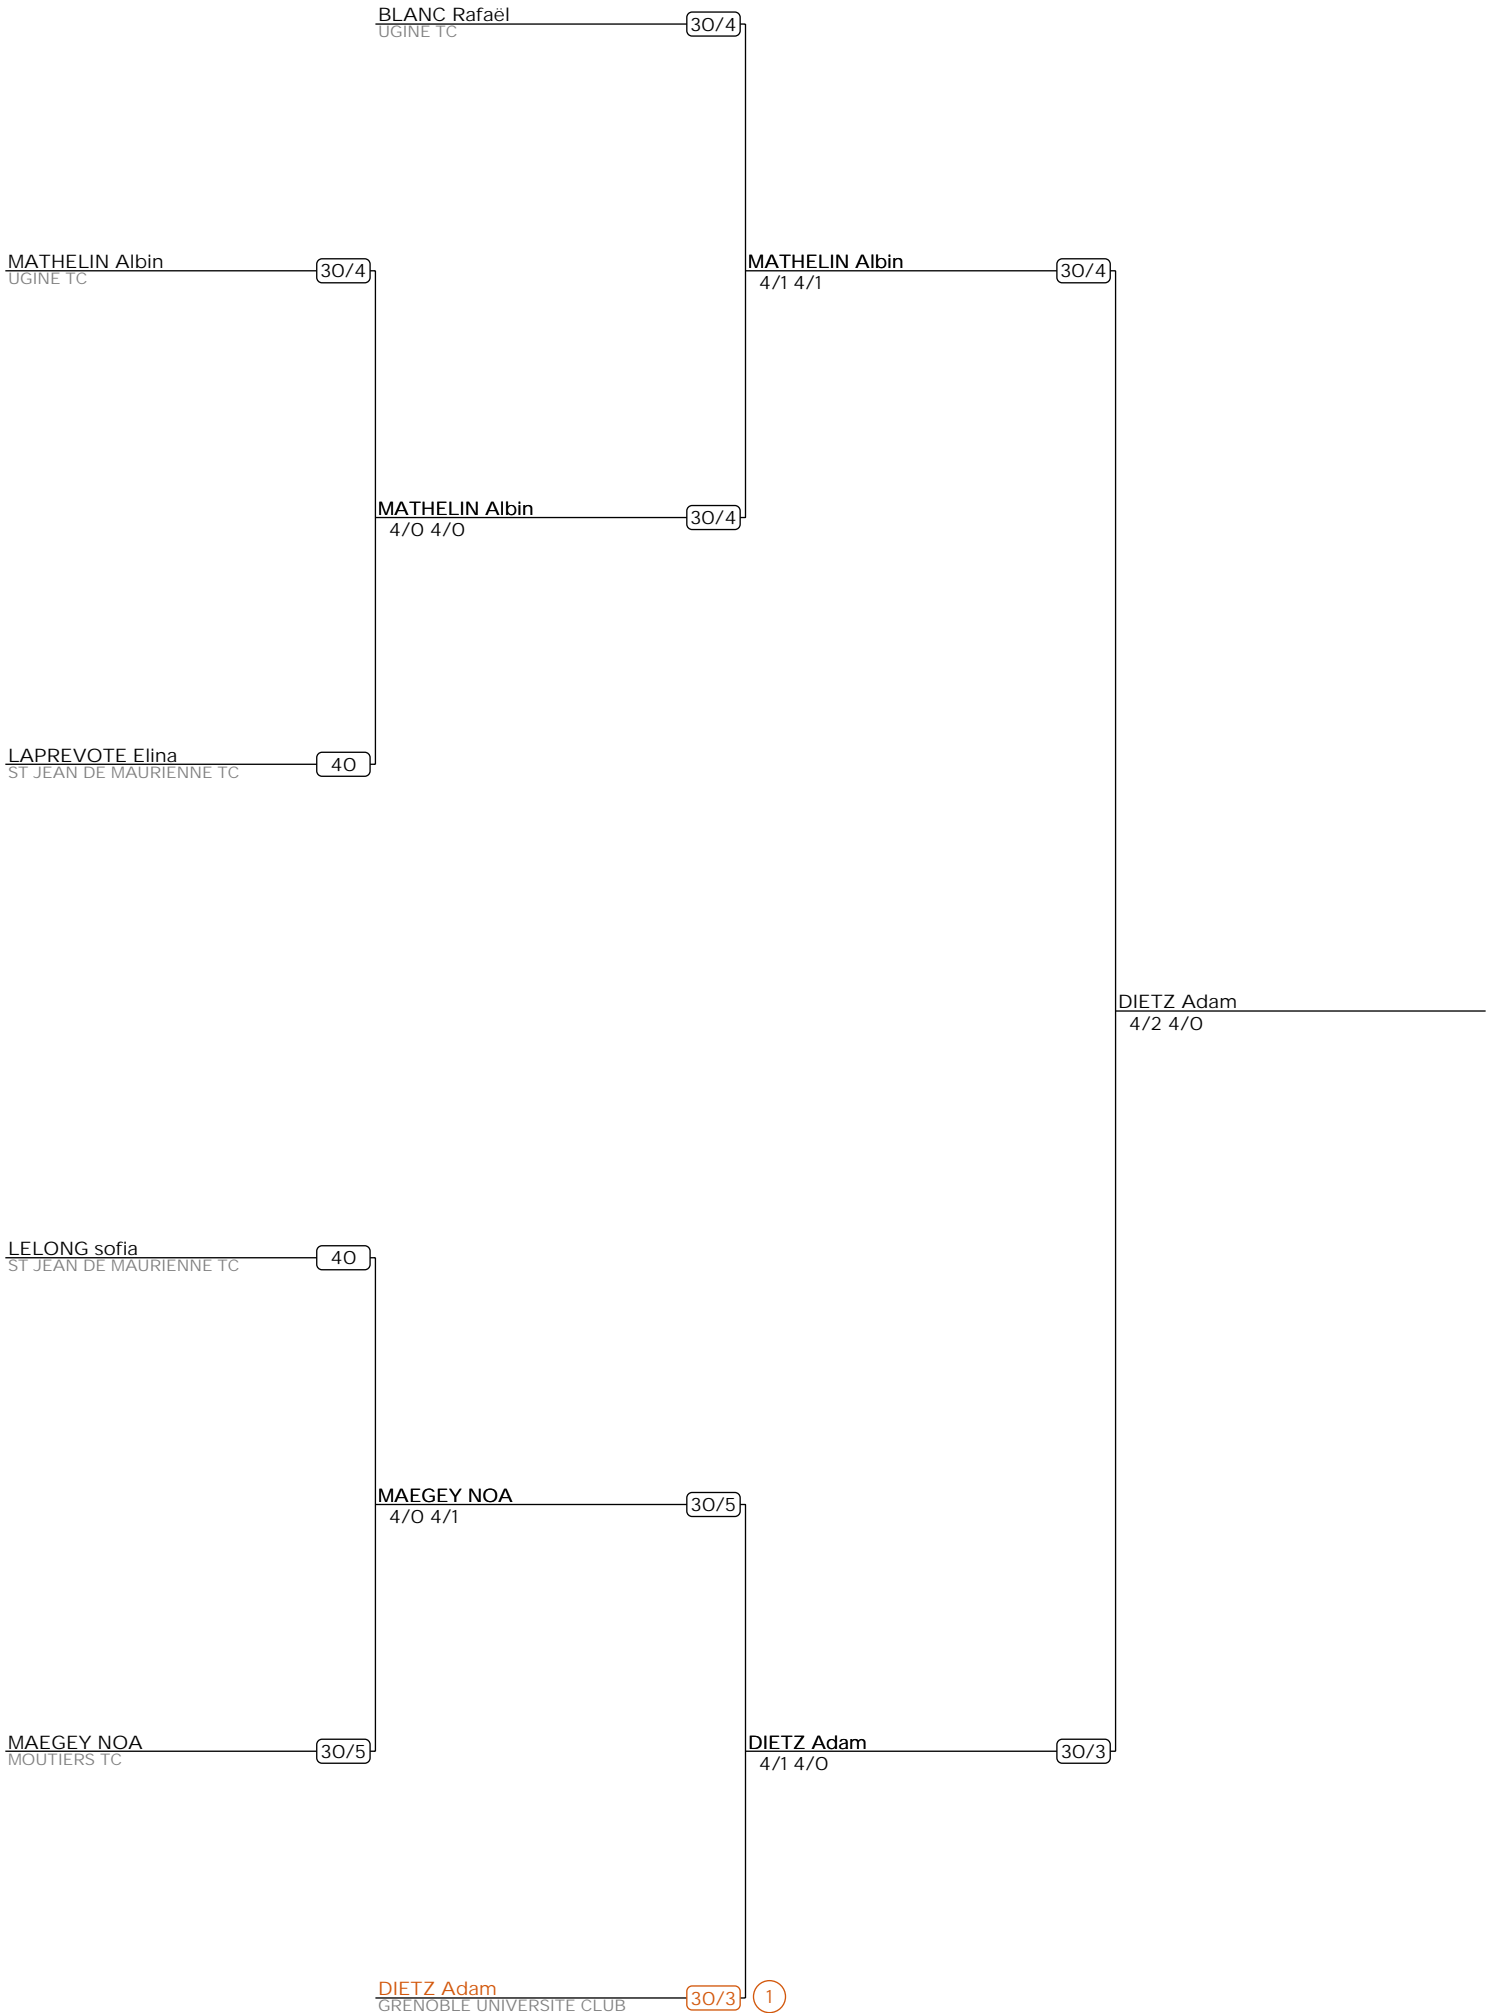 BLANC Rafaël
30/4
UGINE TC
MATHELIN Albin
30/4
UGINE TC
MATHELIN Albin
30/4
4/1 4/1
MATHELIN Albin
30/4
4/0 4/0
LAPREVOTE Elina
40
ST JEAN DE MAURIENNE TC
DIETZ Adam
4/2 4/0
LELONG sofia
40
ST JEAN DE MAURIENNE TC
MAEGEY NOA
30/5
4/0 4/1
MAEGEY NOA
30/5
MOUTIERS TC
DIETZ Adam
30/3
4/1 4/0
DIETZ Adam
30/3
1
GRENOBLE UNIVERSITE CLUB